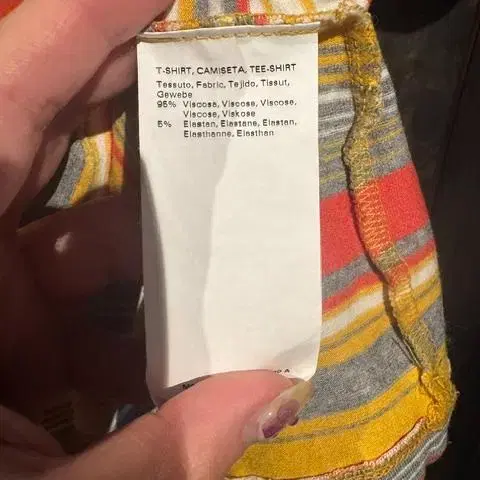 T-SHIRT, CAMISETA, TEE-SHIRT
Tessuto, Fabric, Tejido, Tissut,
Gewebe
95% Viscosa, Viscose, Viscose,
Viscose, Viskose
5% Elastan, Elastane, Elastan,
Elasthanne, Elasthan